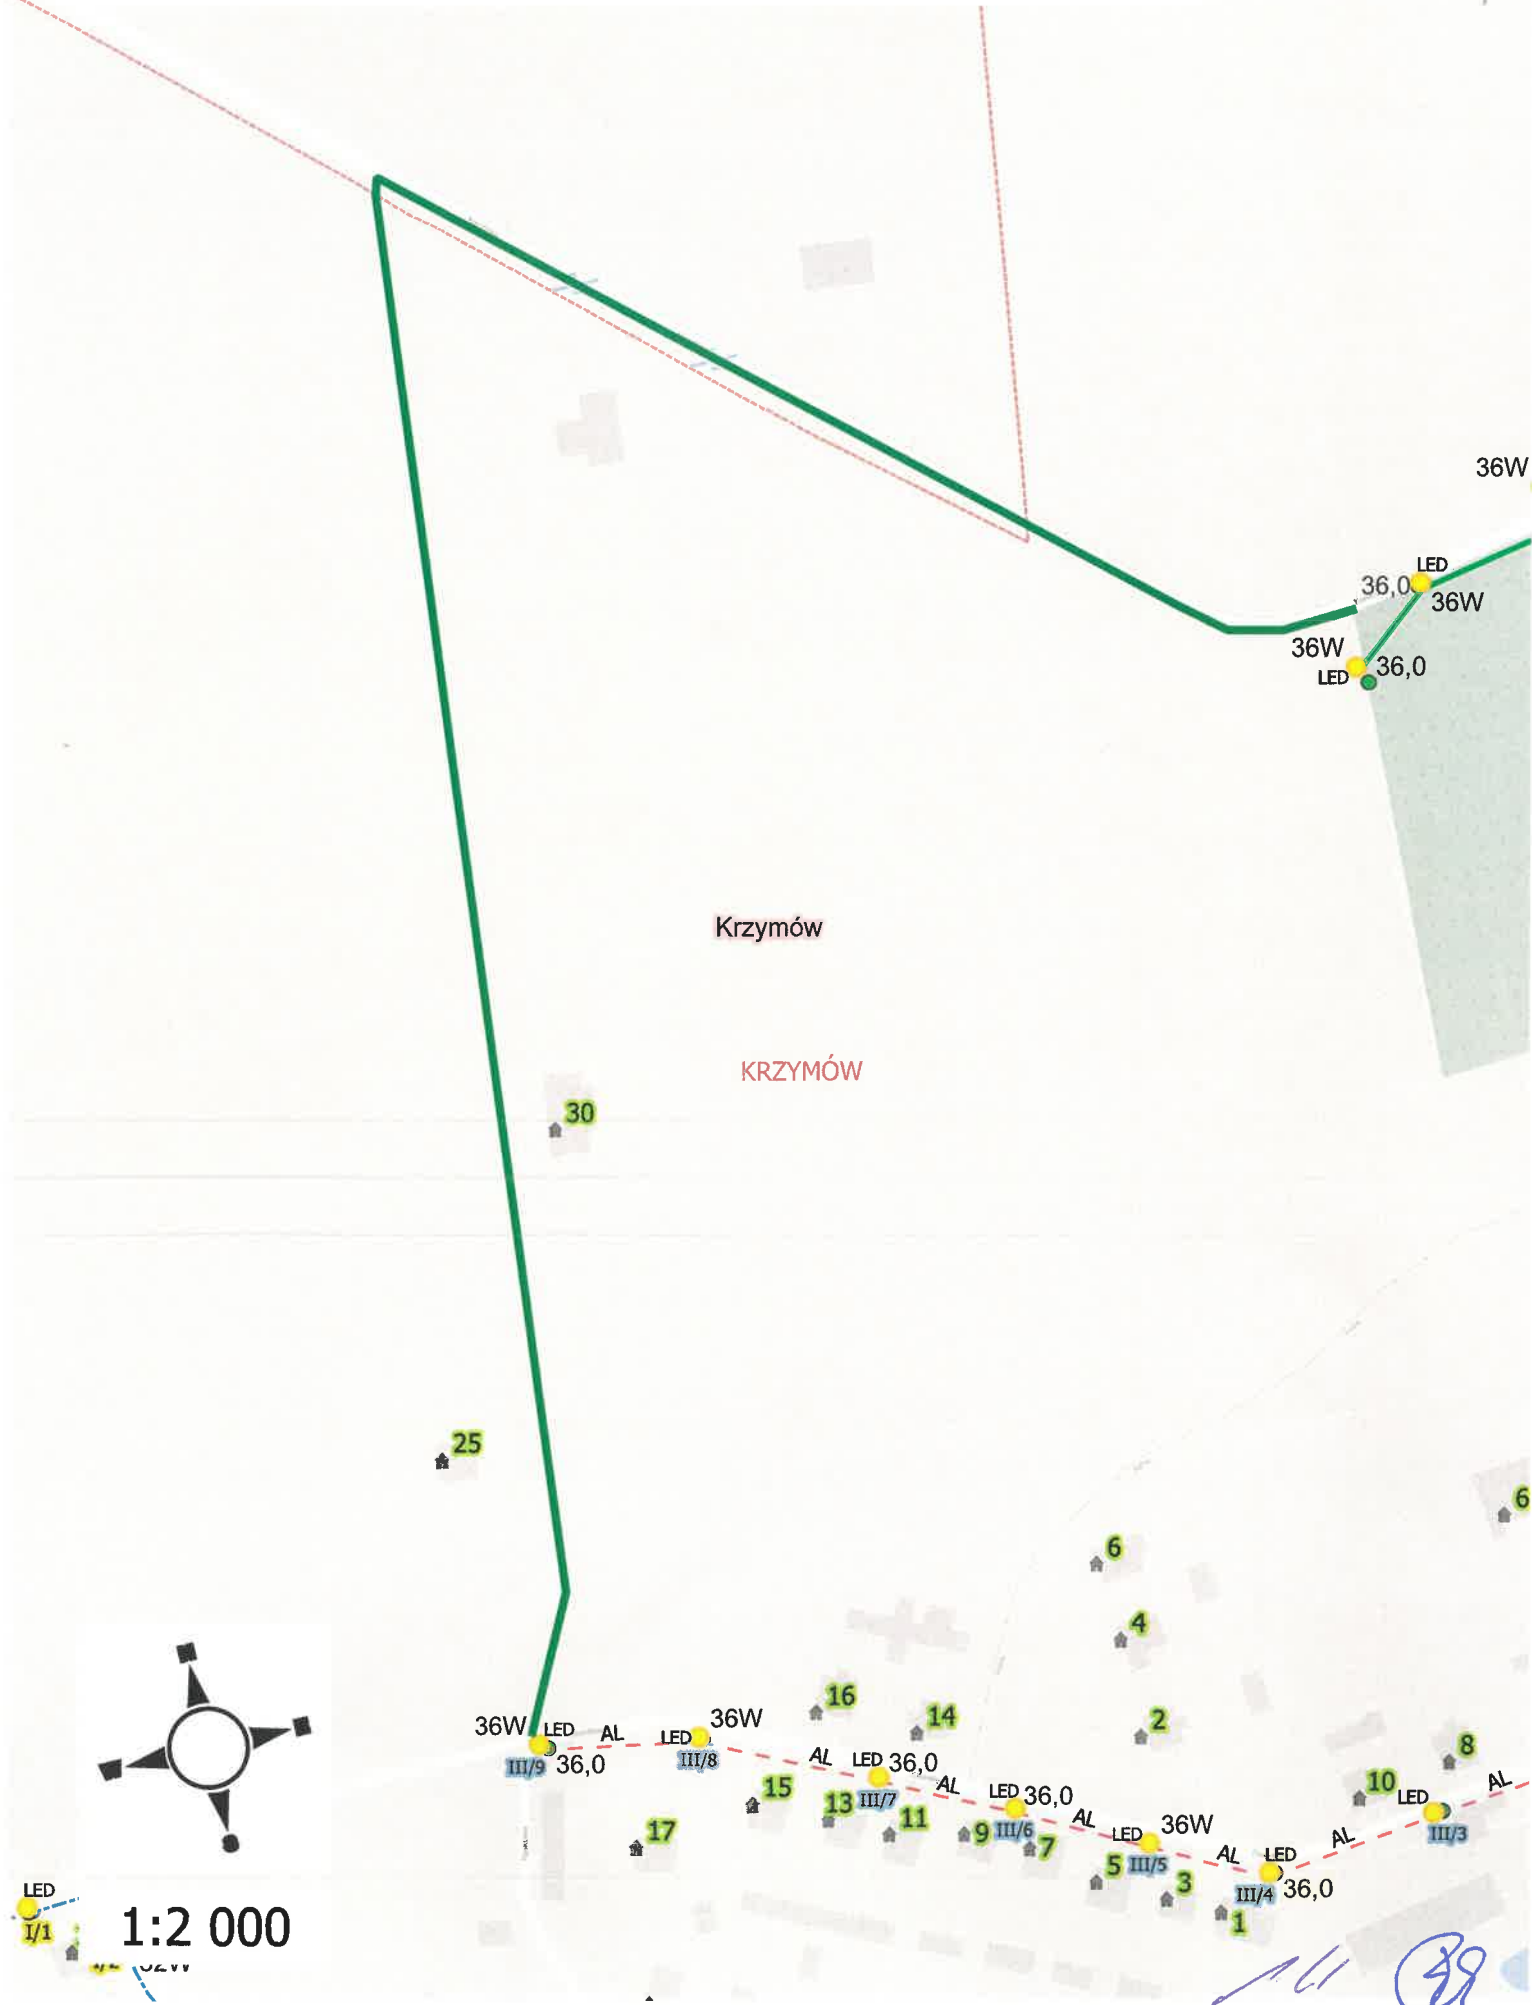 36W
LED
36,0
36W
36W
36,0
LED
Krzymów
KRZYMÓW
30
25
6
6
4
16
14
2
36W
LED
AL
LED
36W
III/9
36,0
III/8
AL
LED
36,0
III/7
AL
LED
36,0
III/6
AL
LED
36W
III/5
AL
LED
III/4
36,0
AL
LED
III/3
AL
8
10
15
13
11
9
7
17
5
3
1
LED
I/1
1:2 000